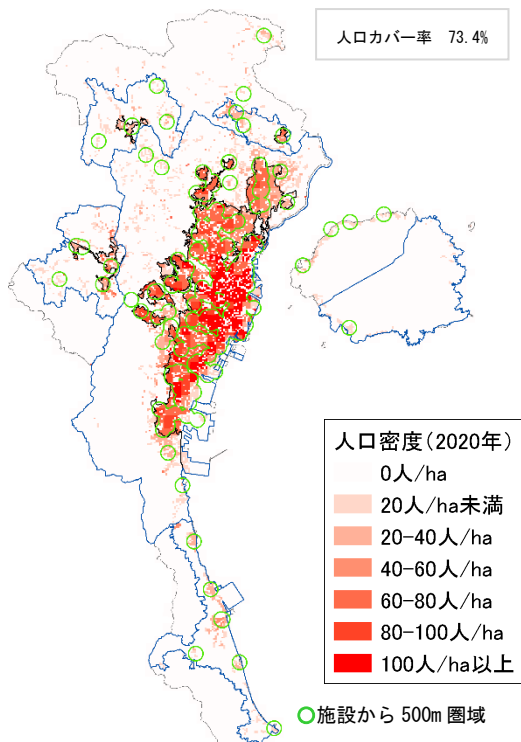 人口カバー率 73.4%
人口密度(2020年)
0人/ha
20人/ha未満
20-40人/ha
40-60人/ha
60-80人/ha
80-100人/ha
100人/ha以上
施設から500m圏域